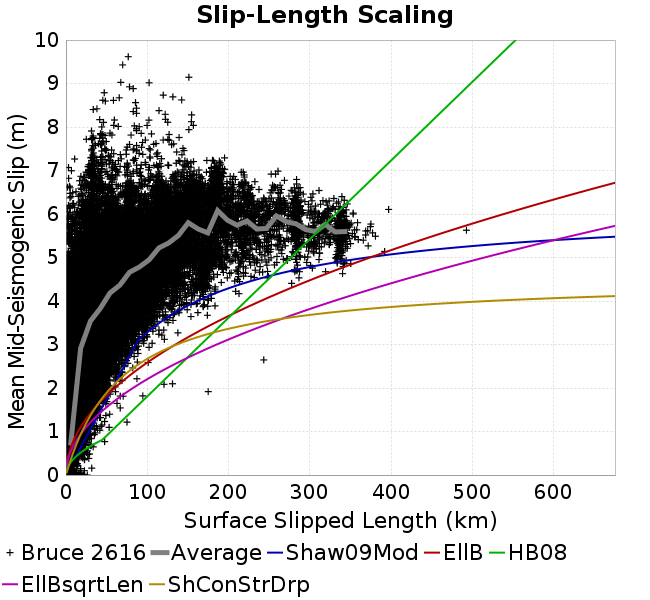 Slip-Length Scaling
Mean Mid-Seismogenic Slip (m)
10
9
8
7
6
5
4
3
2
1
0
0 100 200 300 400 500 600
Surface Slipped Length (km)
Bruce 2616 Average Shaw09Mod EllB HB08
EllBsqrtLen ShConStrDrp